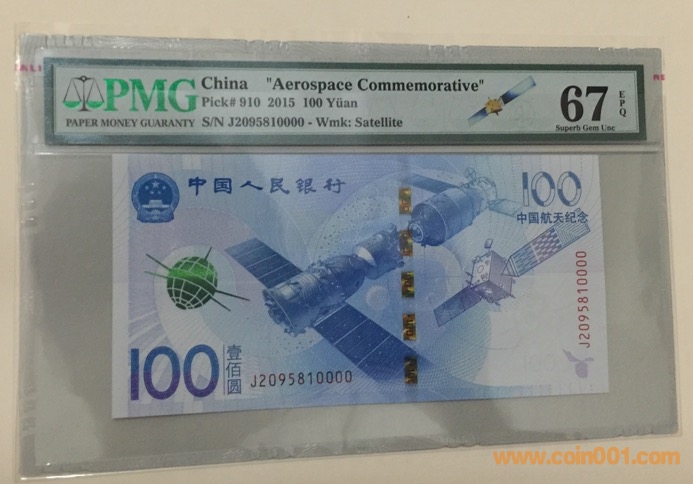 PMG
PAPER MONEY GUARANTY
China "Aerospace Commemorative"
Pick# 910 2015 100 Yüan
S/N J2095810000 - Wmk: Satellite
67
EPQ
Superb Gem Unc
中国人民银行
100
中国航天纪念
J2095810000
100
壹佰圆
J2095810000
www.coin001.com